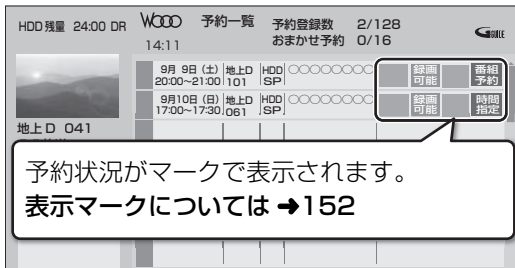 HDD残量 24:00 DR
Wooo 予約一覧 予約登録数 2/128
14:11 おまかせ予約 0/16
GGUIDE
9月 9日(土) 地上D HDD ○○○○○○○○ 録画 番組
20:00~21:00 101 SP 可能 予約
9月10日(日) 地上D HDD ○○○○○○○○ 録画 時間
17:00~17:30 061 SP 可能 指定
地上D 041
予約状況がマークで表示されます。
表示マークについては ➜152